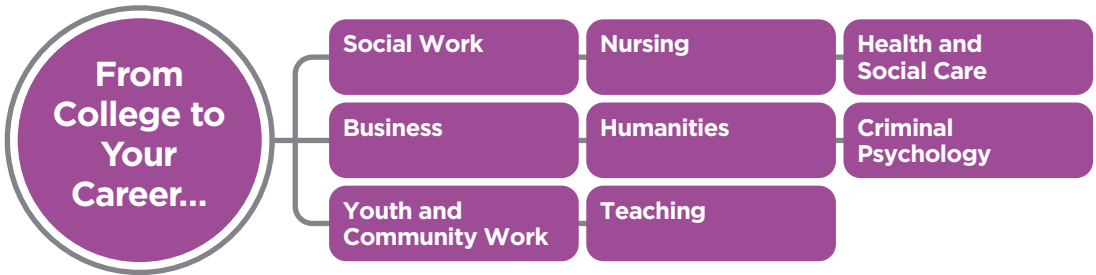 From
College to
Your
Career...
Social Work
Nursing
Health and
Social Care
Business
Humanities
Criminal
Psychology
Youth and
Community Work
Teaching